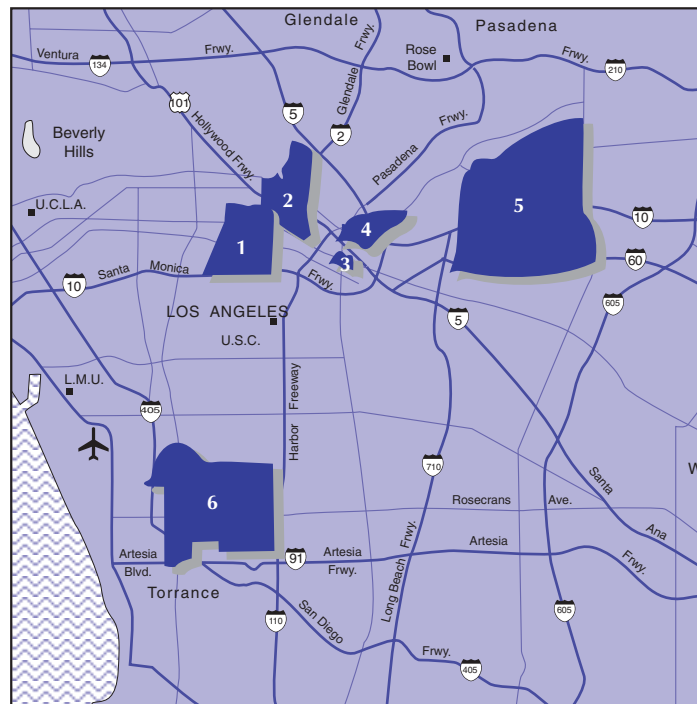 Glendale
Pasadena
Ventura
Frwy.
134
Frwy.
Glendale
Rose
Bowl
Frwy.
210
101
Hollywood Frwy.
5
2
Pasadena
Frwy.
Beverly
Hills
U.C.L.A.
1
2
3
4
5
10
60
605
10
Santa
Monica
Frwy.
LOS ANGELES
U.S.C.
5
L.M.U.
405
Harbor
Freeway
710
Santa
Ana
Frwy.
W
6
Rosecrans
Ave.
Artesia
Blvd.
91
Artesia
Frwy.
Artesia
Long Beach
Frwy.
Torrance
110
San Diego
Frwy.
405
605